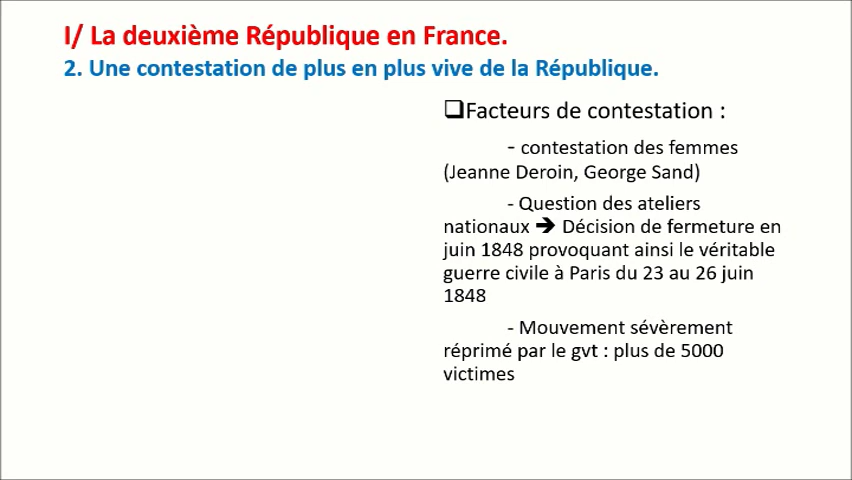 I/ La deuxième République en France.
2. Une contestation de plus en plus vive de la République.
❑Facteurs de contestation :
- contestation des femmes
(Jeanne Deroin, George Sand)
- Question des ateliers
nationaux ➔ Décision de fermeture en
juin 1848 provoquant ainsi le véritable
guerre civile à Paris du 23 au 26 juin
1848
- Mouvement sévèrement
réprimé par le gvt : plus de 5000
victimes